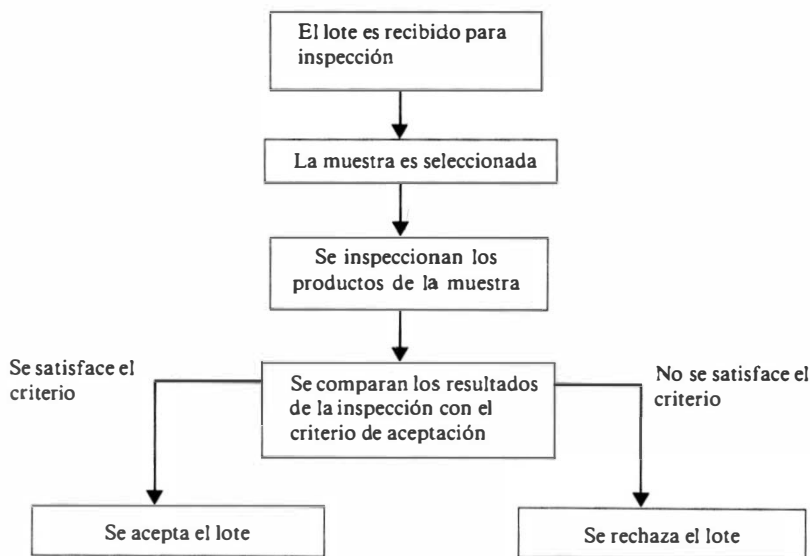 El lote es recibido para
inspección
La muestra es seleccionada
Se inspeccionan los
productos de la muestra
Se satisface el
criterio
Se comparan los resultados
de la inspección con el
criterio de aceptación
No se satisface el
criterio
Se acepta el lote
Se rechaza el lote